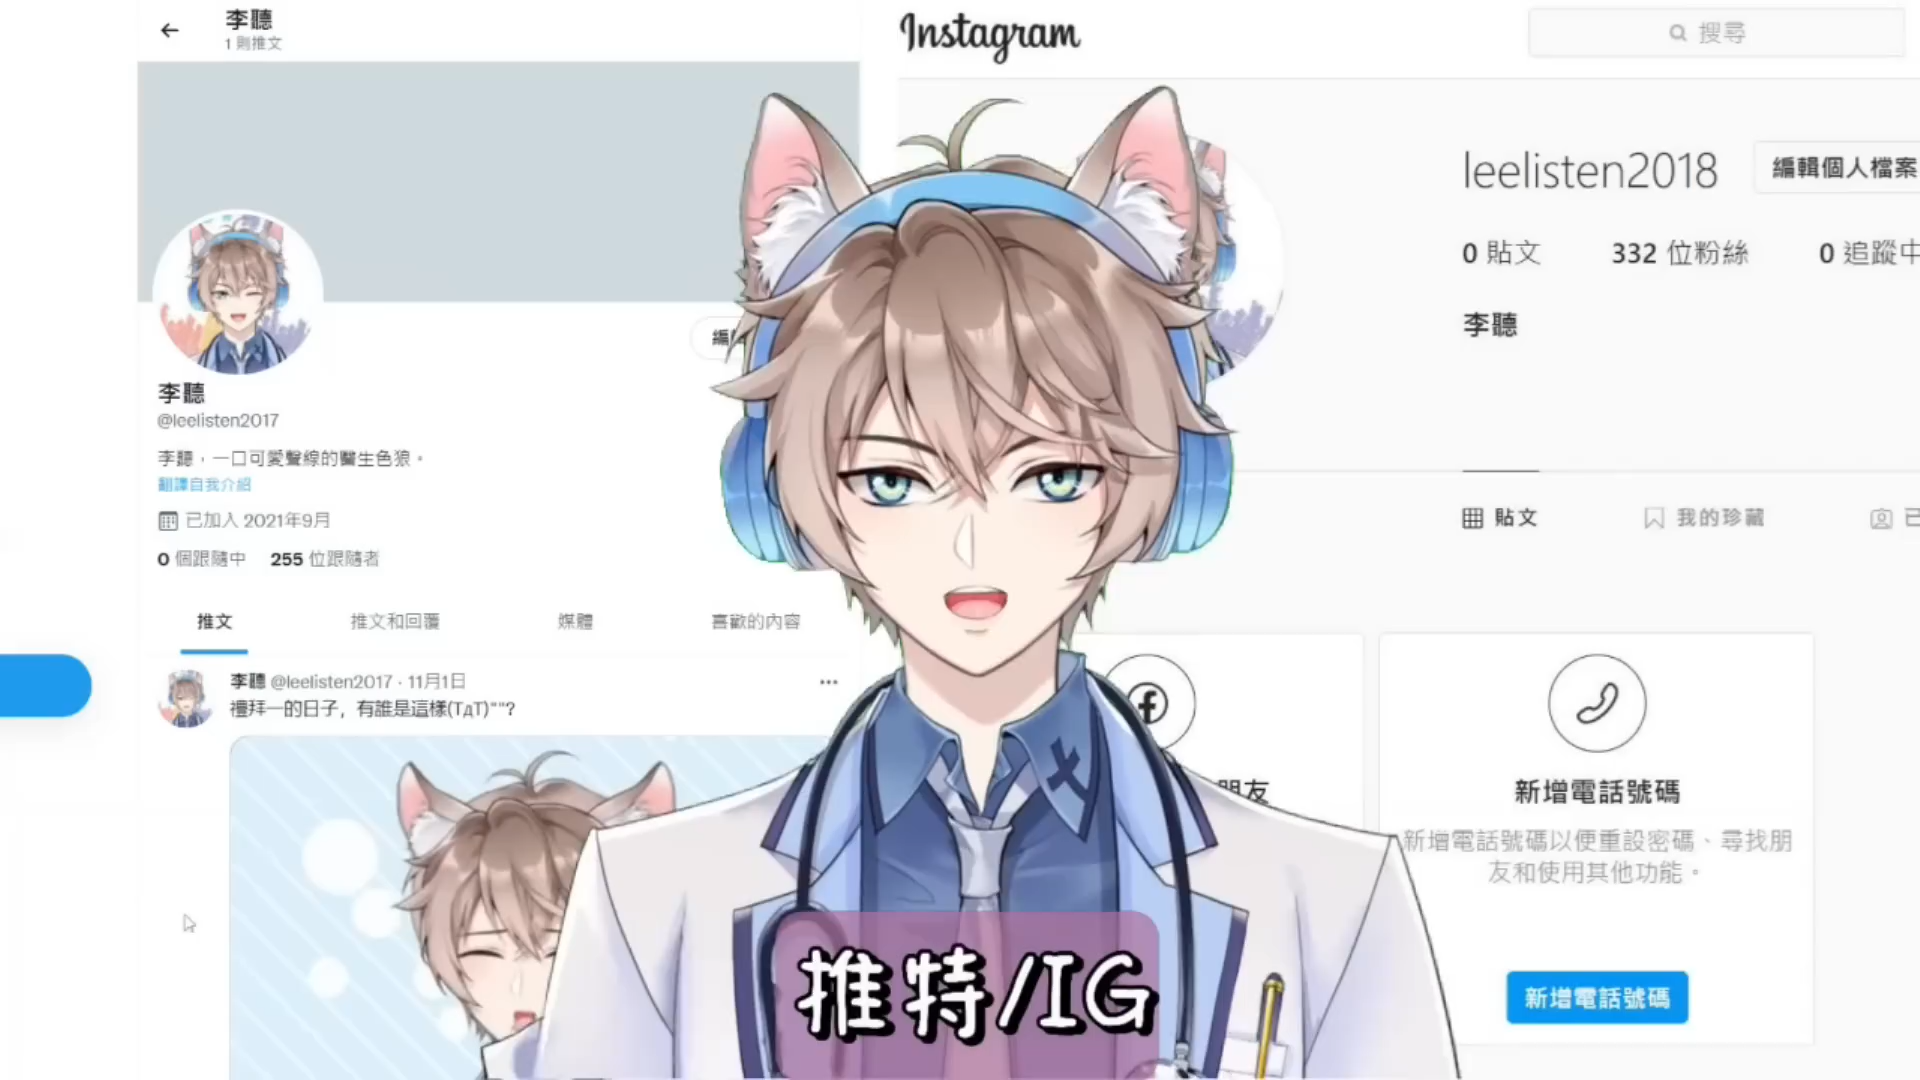 李聽
1 則推文
李聽
@leelisten2017
李聽，一口可愛聲線的醫生色狼。
翻譯自我介紹
已加入 2021年9月
0 個跟隨中 255 位跟隨者
推文 推文和回覆 媒體 喜歡的內容
李聽 @leelisten2017 · 11月1日
禮拜一的日子，有誰是這樣(TдT)""?
Instagram
搜尋
leelisten2018
編輯個人檔案
0 貼文 332 位粉絲 0 追蹤中
李聽
貼文 我的珍藏
朋友
新增電話號碼
新增電話號碼以便重設密碼、尋找朋
友和使用其他功能。
新增電話號碼
推特/IG